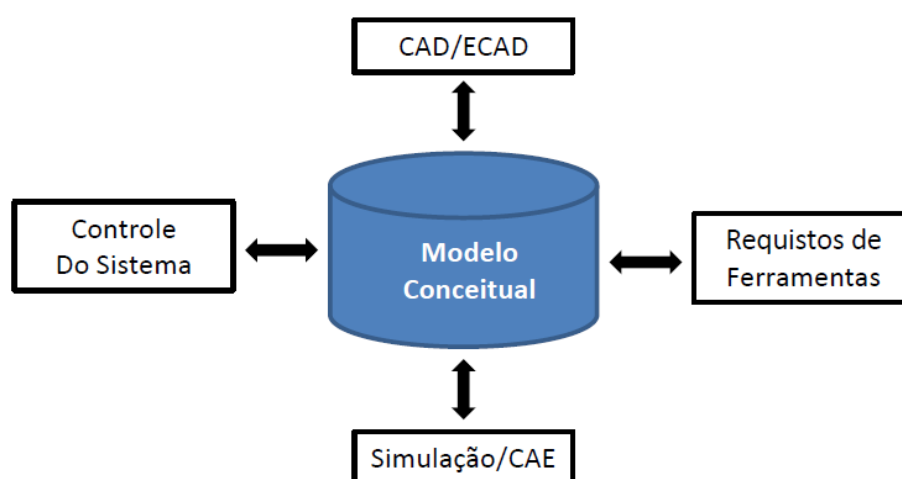 CAD/ECAD
Controle
Do Sistema
Modelo
Conceitual
Requistos de
Ferramentas
Simulação/CAE